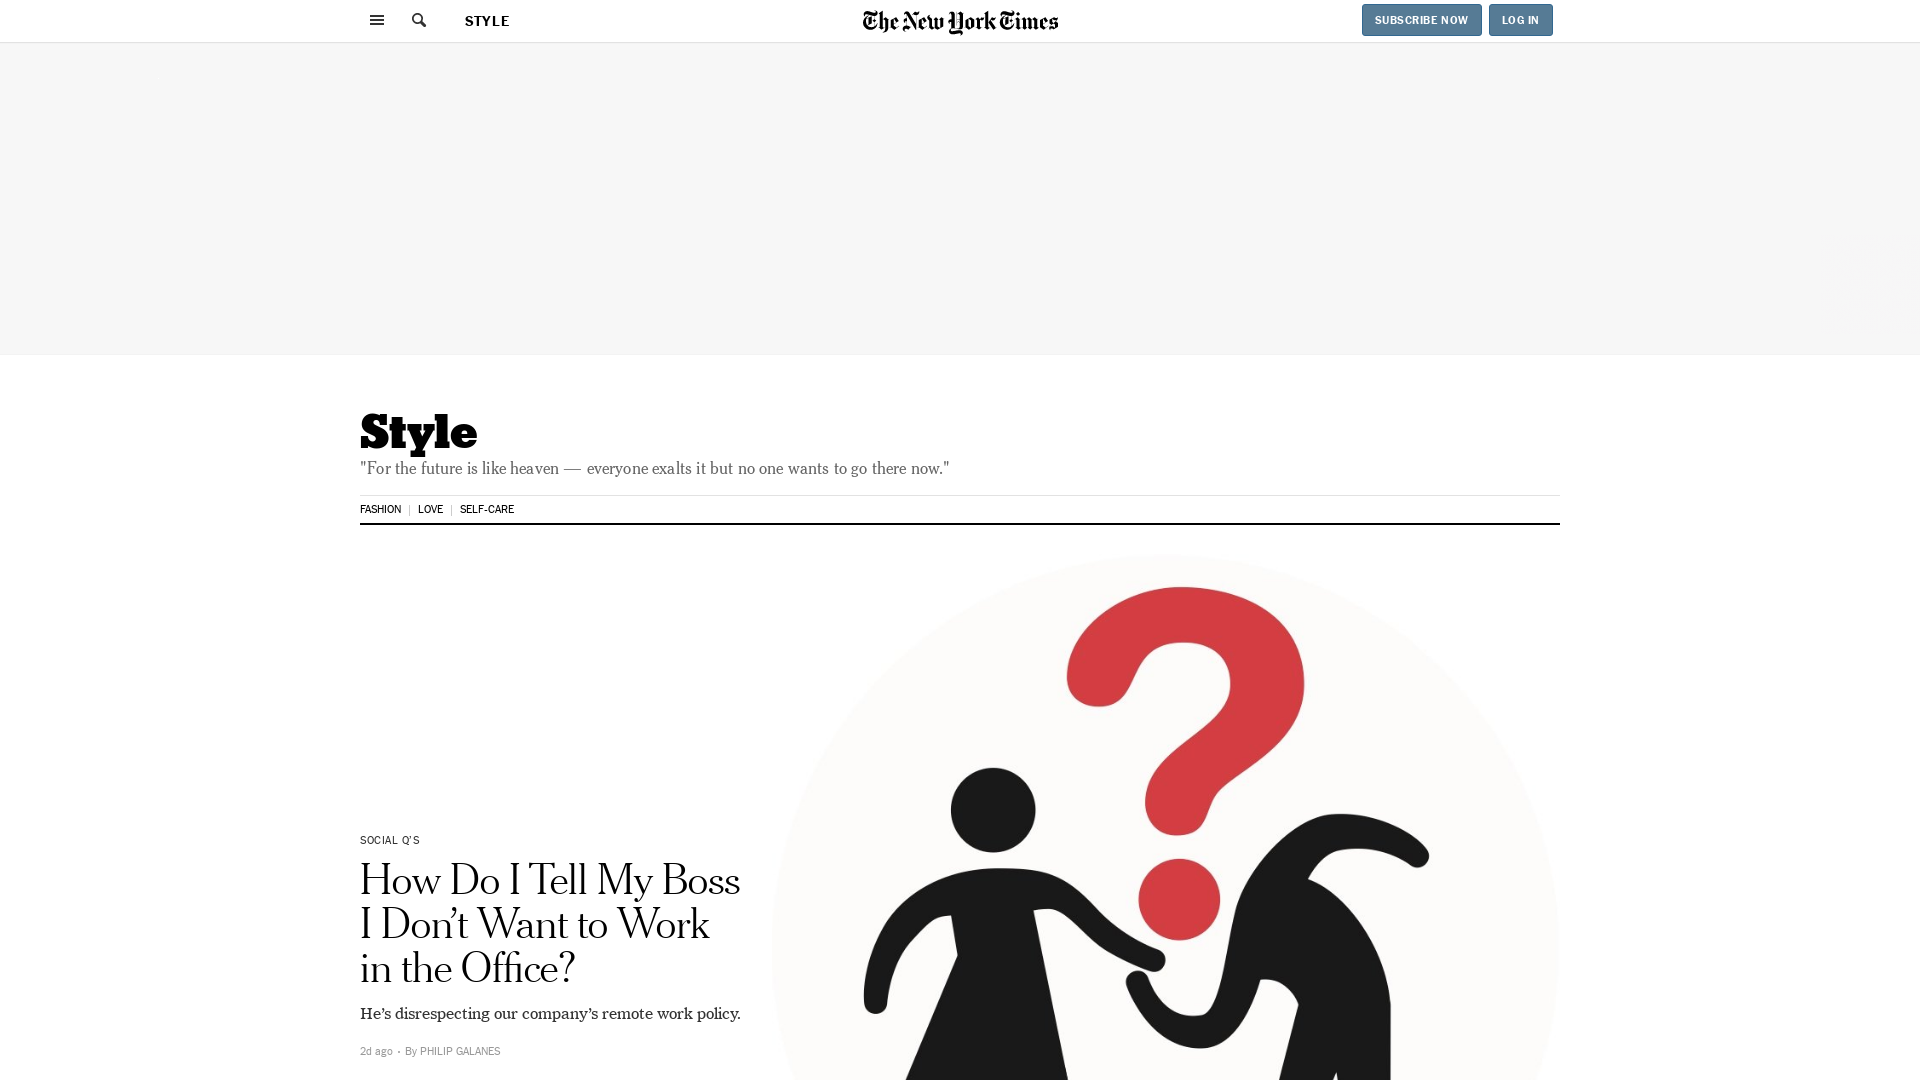 STYLE
The New York Times
SUBSCRIBE NOW
LOG IN
Style
"For the future is like heaven — everyone exalts it but no one wants to go there now."
FASHION
LOVE
SELF-CARE
SOCIAL Q'S
How Do I Tell My Boss
I Don’t Want to Work
in the Office?
He’s disrespecting our company’s remote work policy.
2d ago · By PHILIP GALANES